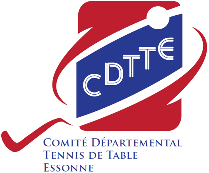 CDTTE
Comité Départemental
Tennis de Table
Essonne